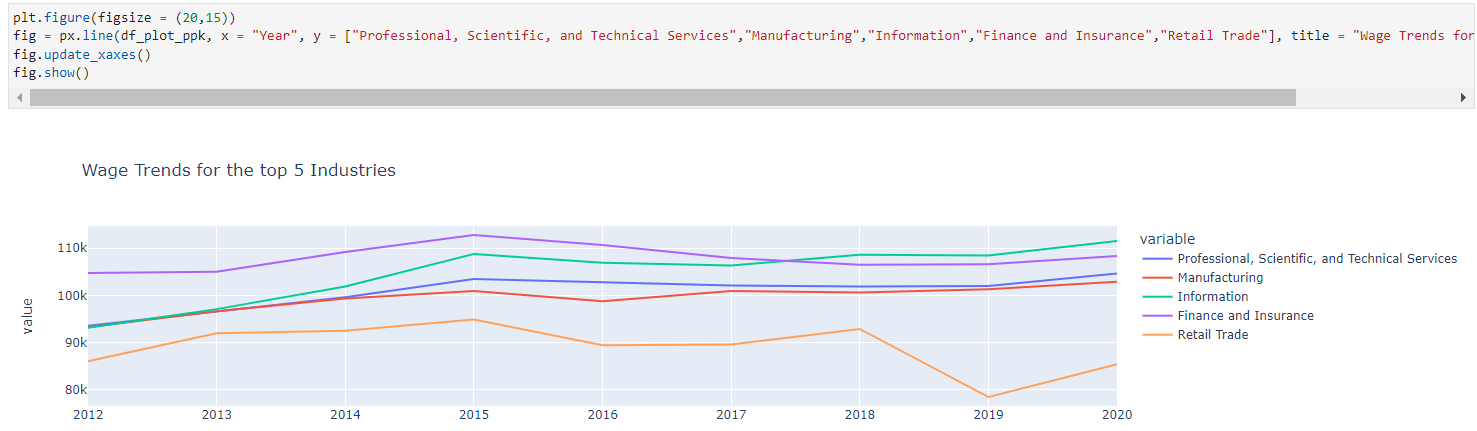 plt.figure(figsize = (20,15))
fig = px.line(df_plot_ppk, x = "Year", y = ["Professional, Scientific, and Technical Services","Manufacturing","Information","Finance and Insurance","Retail Trade"], title = "Wage Trends for
fig.update_xaxes()
fig.show()
Wage Trends for the top 5 Industries
110k
100k
90k
80k
value
2012 2013 2014 2015 2016 2017 2018 2019 2020
variable
Professional, Scientific, and Technical Services
Manufacturing
Information
Finance and Insurance
Retail Trade